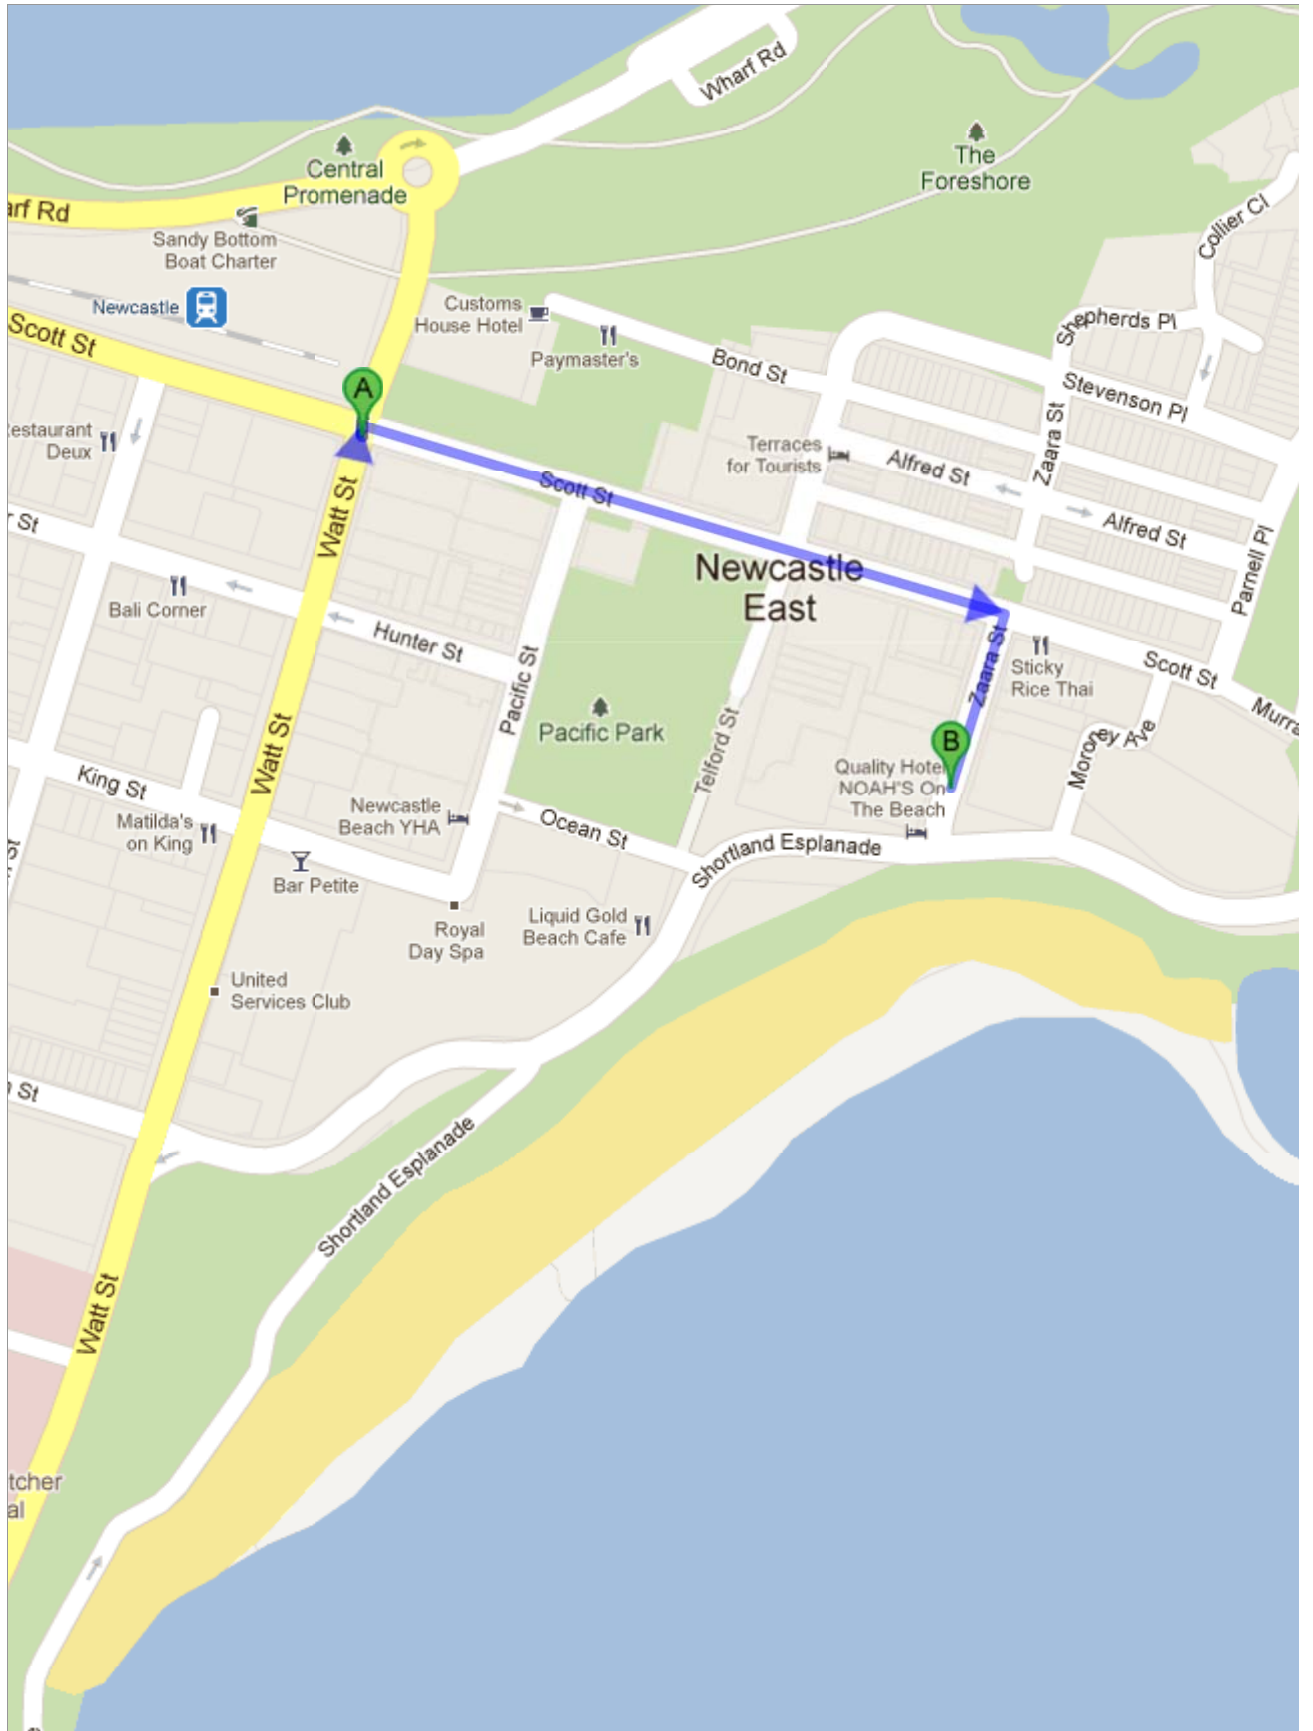 Wharf Rd
Central
Promenade
The
Foreshore
arf Rd
Sandy Bottom
Boat Charter
Collier Cl
Newcastle
Customs
House Hotel
Scott St
Shepherds Pl
Paymaster's
Bond St
A
Stevenson Pl
estaurant
Deux
Zaara St
Terraces
for Tourists
Alfred St
Scott St
Watt St
Alfred St
r St
Newcastle
East
Parnell Pl
Bali Corner
Hunter St
Zaara St
Sticky
Rice Thai
Scott St
Pacific St
Murra
Pacific Park
Telford St
B
Moroney Ave
Watt St
Quality Hotel
NOAH'S On
The Beach
King St
Newcastle
Beach YHA
Matilda's
on King
Ocean St
Shortland Esplanade
St
Bar Petite
Liquid Gold
Beach Cafe
Royal
Day Spa
United
Services Club
St
Shortland Esplanade
Watt St
tcher
al